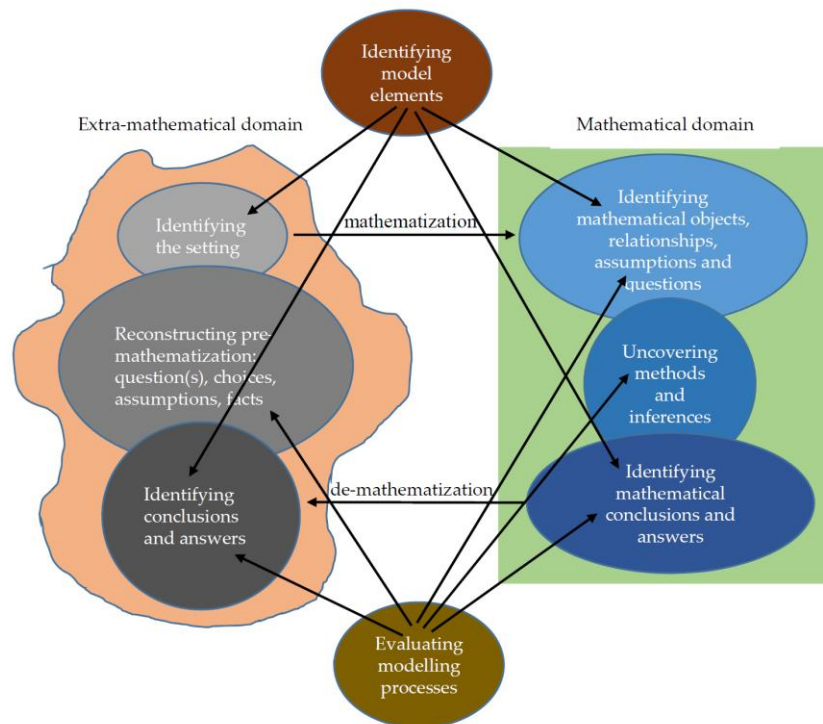 Identifying
model
elements
Extra-mathematical domain
Mathematical domain
Identifying
the setting
mathematization
Identifying
mathematical objects,
relationships,
assumptions and
questions
Reconstructing pre-
mathematization:
question(s), choices,
assumptions, facts
Uncovering
methods
and
inferences
Identifying
conclusions
and answers
de-mathematization
Identifying
mathematical
conclusions and
answers
Evaluating
modelling
processes